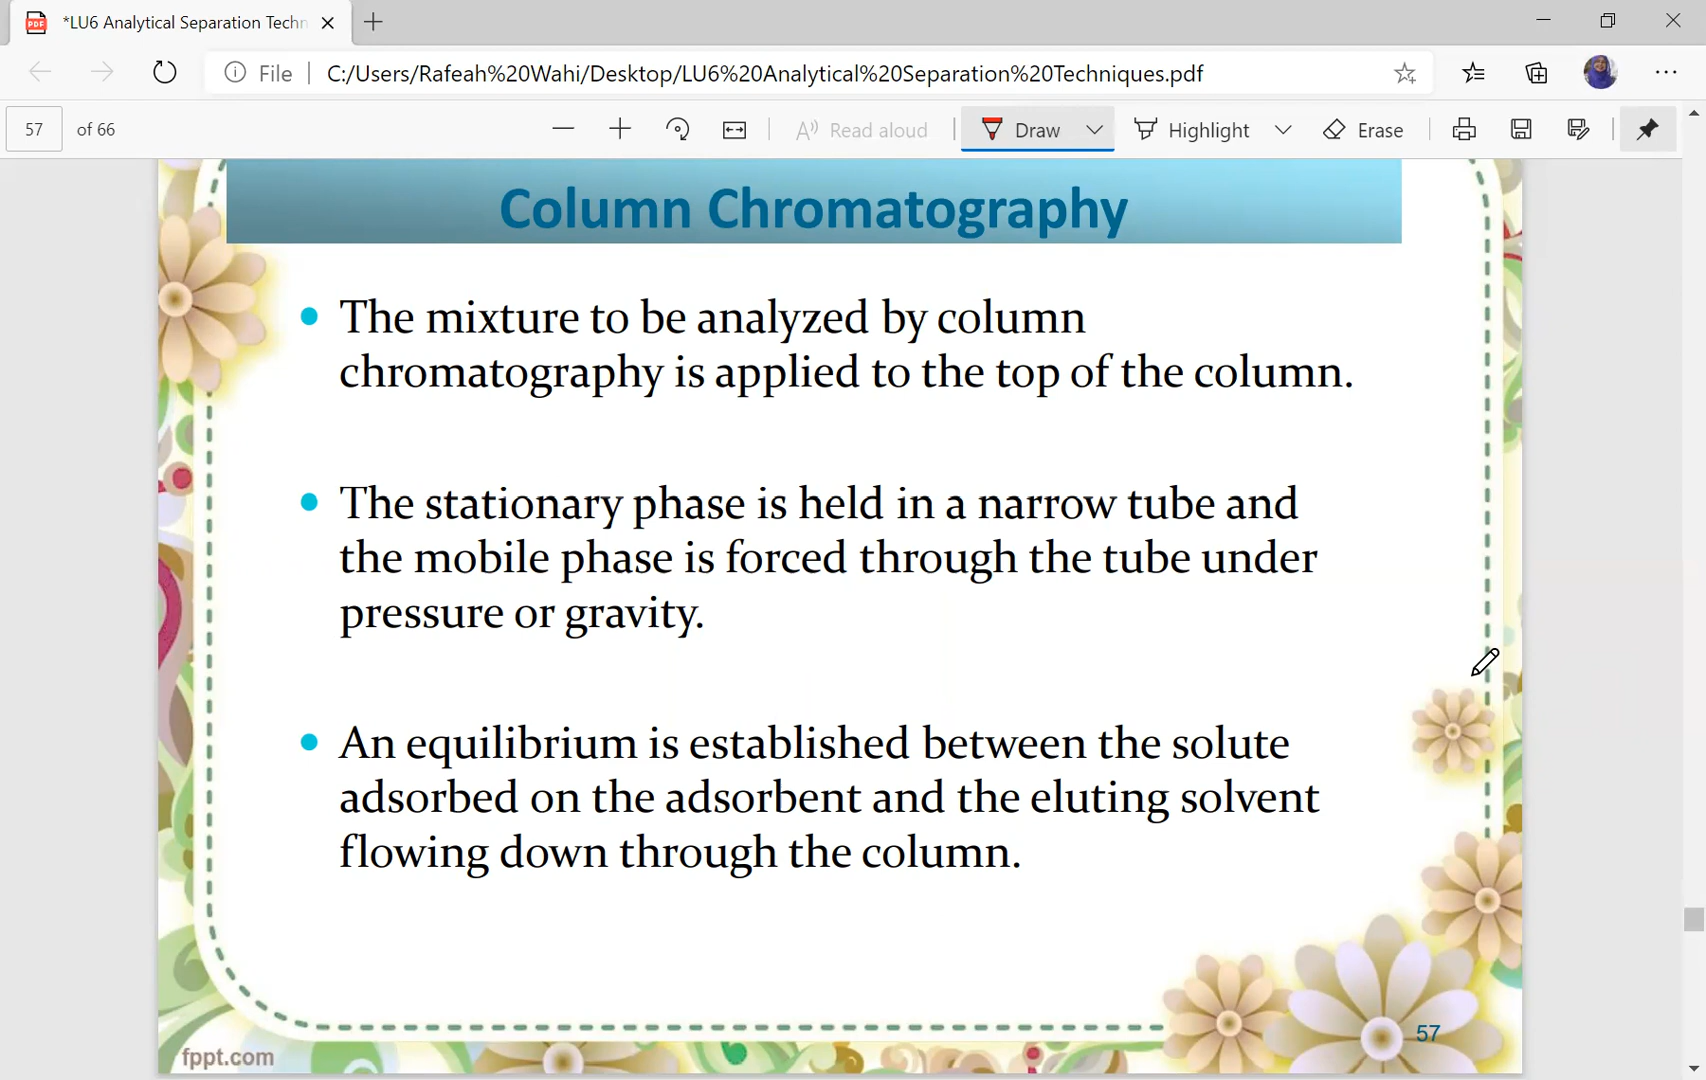 *LU6 Analytical Separation Techn
File C:/Users/Rafeah%20Wahi/Desktop/LU6%20Analytical%20Separation%20Techniques.pdf
57 of 66 Read aloud Draw Highlight Erase
Column Chromatography
• The mixture to be analyzed by column
chromatography is applied to the top of the column.
• The stationary phase is held in a narrow tube and
the mobile phase is forced through the tube under
pressure or gravity.
• An equilibrium is established between the solute
adsorbed on the adsorbent and the eluting solvent
flowing down through the column.
57
fppt.com